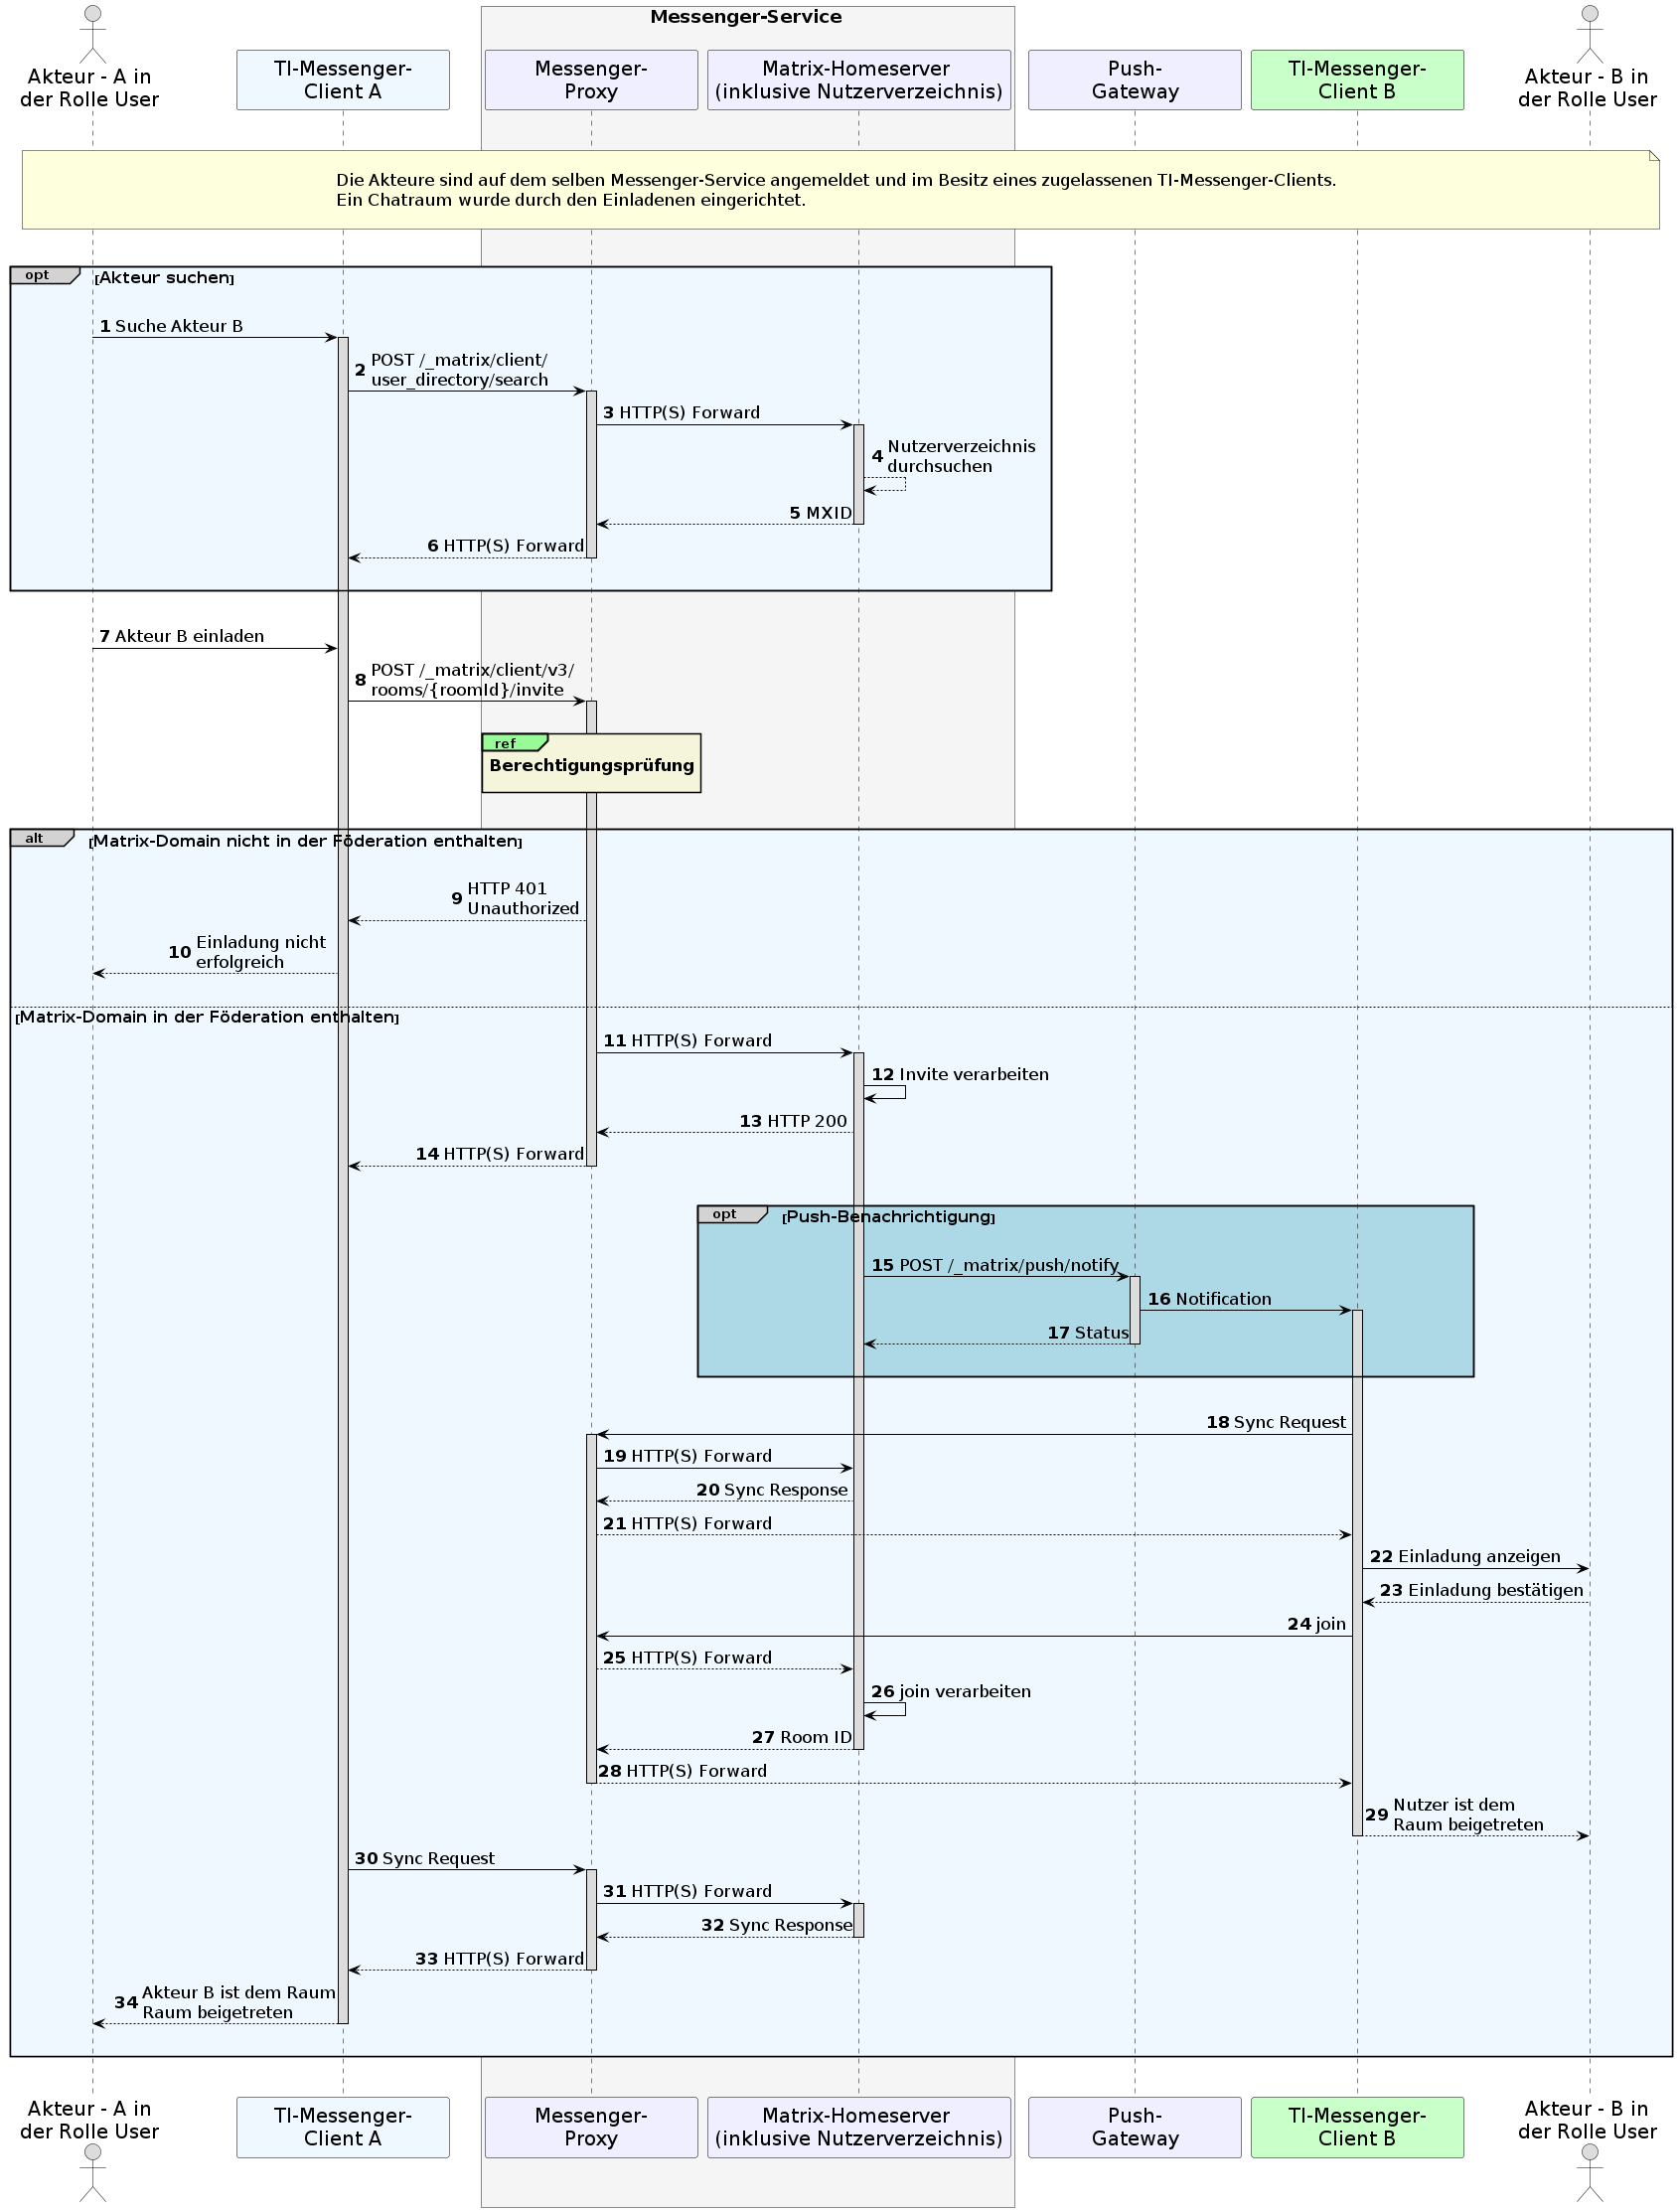 Messenger-Service
Akteur - A in
der Rolle User
TI-Messenger-
Client A
Messenger-
Proxy
Matrix-Homeserver
(inklusive Nutzerverzeichnis)
Push-
Gateway
TI-Messenger-
Client B
Akteur - B in
der Rolle User
Die Akteure sind auf dem selben Messenger-Service angemeldet und im Besitz eines zugelassenen TI-Messenger-Clients.
Ein Chatraum wurde durch den Einladenen eingerichtet.
opt [Akteur suchen]
1 Suche Akteur B
2 POST /_matrix/client/
user_directory/search
3 HTTP(S) Forward
4 Nutzerverzeichnis
durchsuchen
5 MXID
6 HTTP(S) Forward
7 Akteur B einladen
8 POST /_matrix/client/v3/
rooms/{roomId}/invite
ref
Berechtigungsprüfung
alt [Matrix-Domain nicht in der Föderation enthalten]
9 HTTP 401
Unauthorized
10 Einladung nicht
erfolgreich
[Matrix-Domain in der Föderation enthalten]
11 HTTP(S) Forward
12 Invite verarbeiten
13 HTTP 200
14 HTTP(S) Forward
opt [Push-Benachrichtigung]
15 POST /_matrix/push/notify
16 Notification
17 Status
18 Sync Request
19 HTTP(S) Forward
20 Sync Response
21 HTTP(S) Forward
22 Einladung anzeigen
23 Einladung bestätigen
24 join
25 HTTP(S) Forward
26 join verarbeiten
27 Room ID
28 HTTP(S) Forward
29 Nutzer ist dem
Raum beigetreten
30 Sync Request
31 HTTP(S) Forward
32 Sync Response
33 HTTP(S) Forward
34 Akteur B ist dem Raum
Raum beigetreten
Akteur - A in
der Rolle User
TI-Messenger-
Client A
Messenger-
Proxy
Matrix-Homeserver
(inklusive Nutzerverzeichnis)
Push-
Gateway
TI-Messenger-
Client B
Akteur - B in
der Rolle User